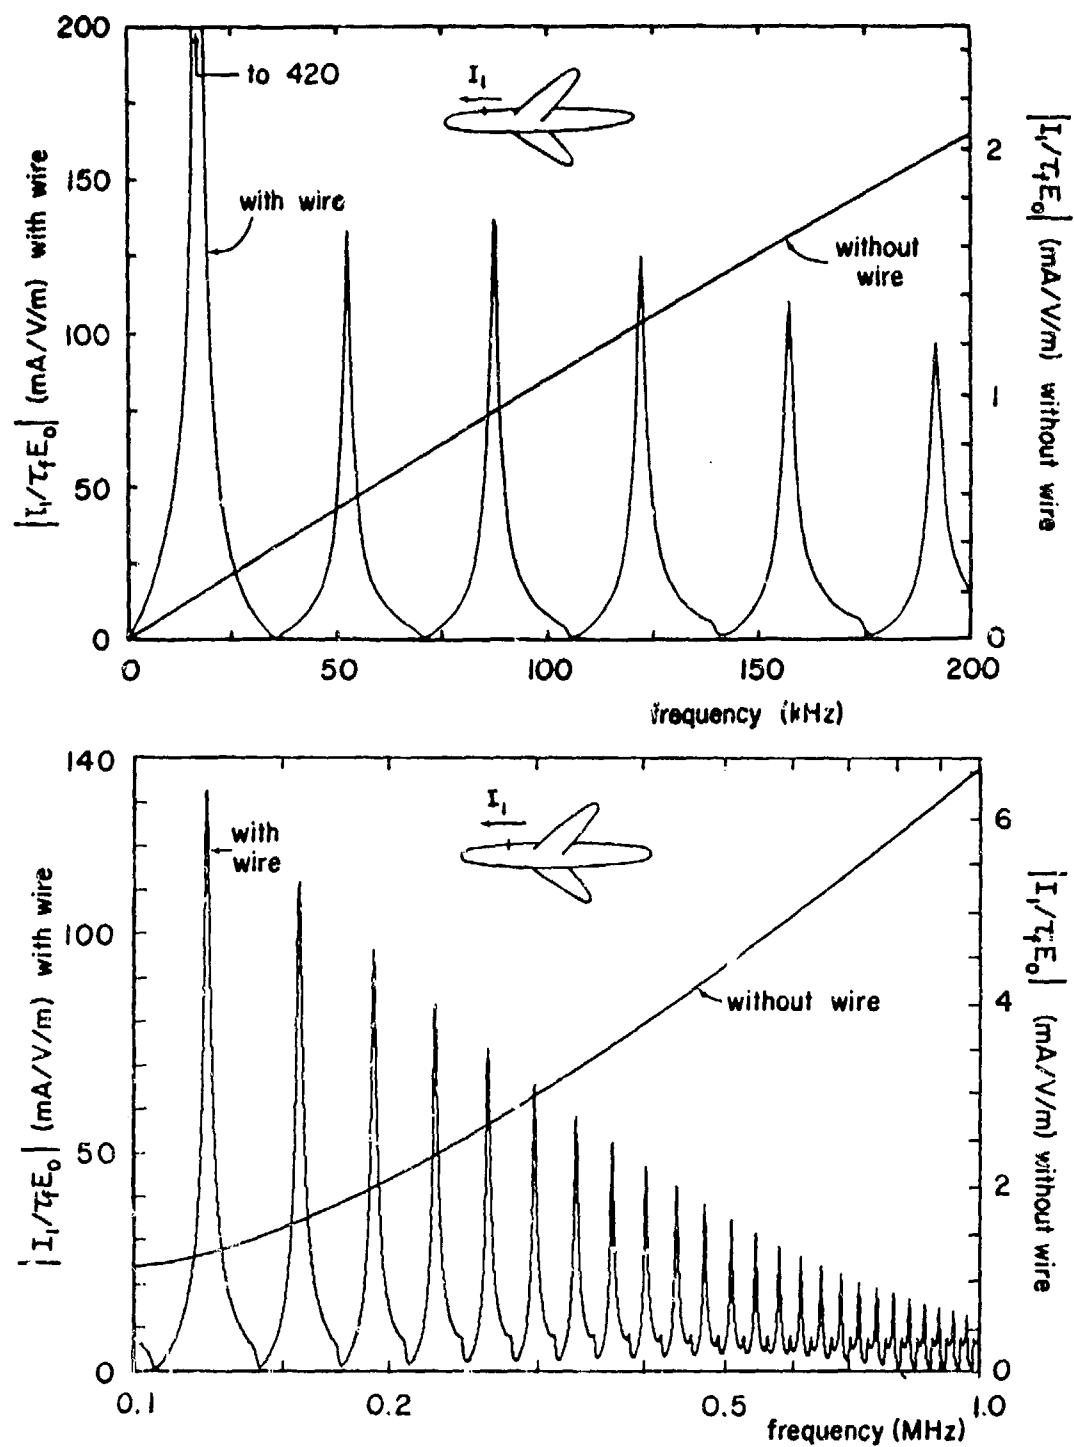 200
150
100
50
0
|I₁/τfE₀| (mA/V/m) with wire
to 420
I₁
with wire
without
wire
2
1
0
|I₁/τfE₀| (mA/V/m) without wire
0
50
100
150
200
frequency (kHz)
140
100
50
0
|I₁/τfE₀| (mA/V/m) with wire
with
wire
I₁
without wire
6
4
2
0
|I₁/τfE₀| (mA/V/m) without wire
0.1
0.2
0.5
1.0
frequency (MHz)